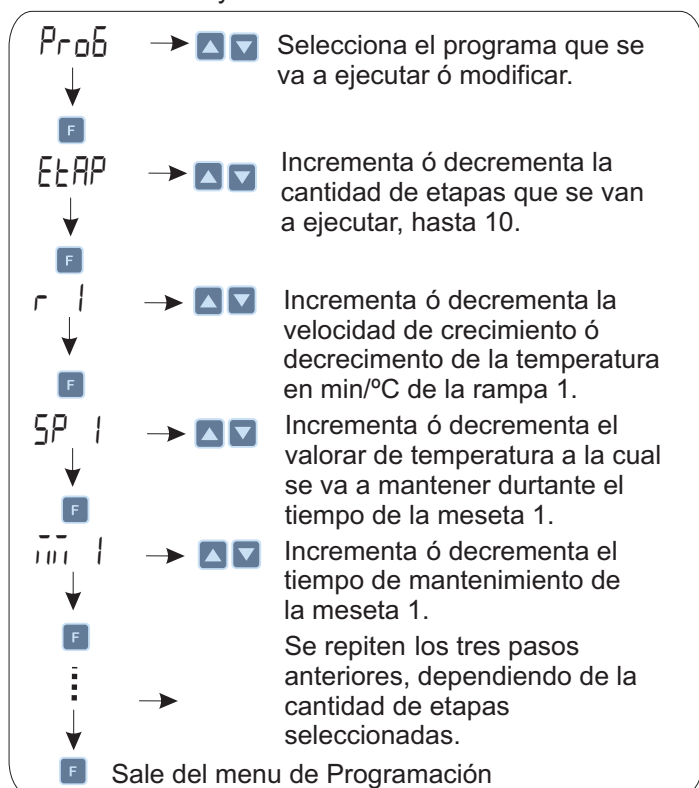 ProG
Selecciona el programa que se
va a ejecutar ó modificar.
F
EtAP
Incrementa ó decrementa la
cantidad de etapas que se van
a ejecutar, hasta 10.
F
r 1
Incrementa ó decrementa la
velocidad de crecimiento ó
decrecimento de la temperatura
en min/ºC de la rampa 1.
F
SP 1
Incrementa ó decrementa el
valorar de temperatura a la cual
se va a mantener durtante el
tiempo de la meseta 1.
F
m 1
Incrementa ó decrementa el
tiempo de mantenimiento de
la meseta 1.
F
Se repiten los tres pasos
anteriores, dependiendo de la
cantidad de etapas
seleccionadas.
F Sale del menu de Programación